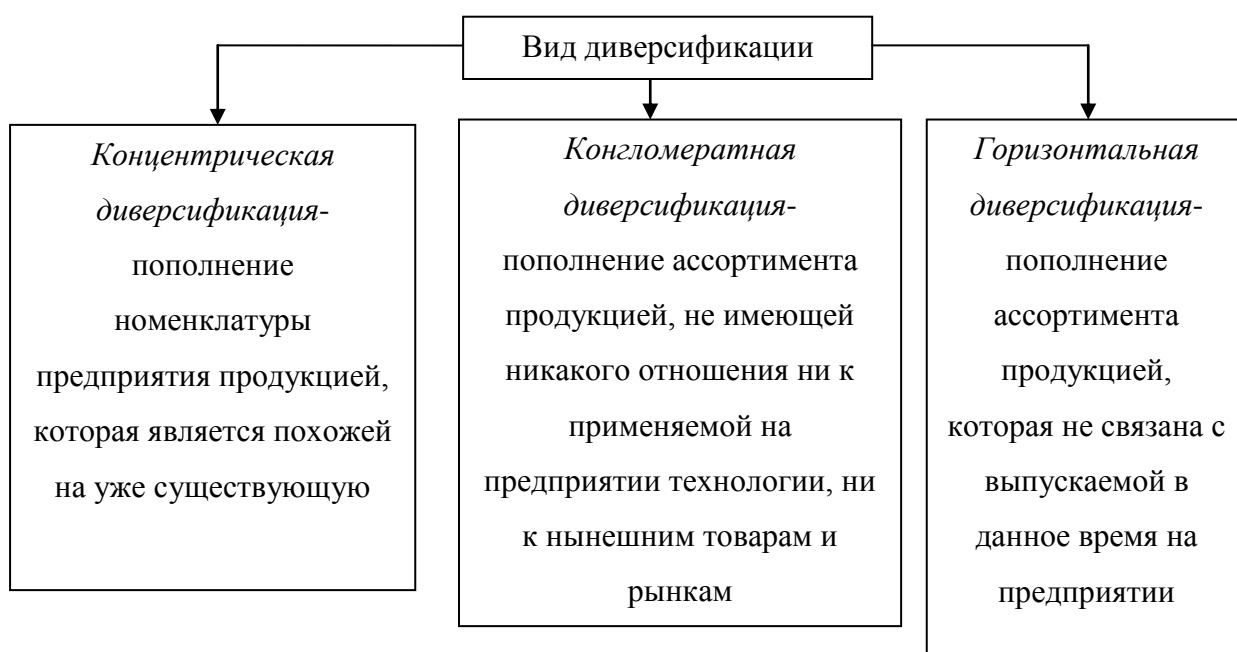 Вид диверсификации
Концентрическая
диверсификация-
пополнение
номенклатуры
предприятия продукцией,
которая является похожей
на уже существующую
Конгломератная
диверсификация-
пополнение ассортимента
продукцией, не имеющей
никакого отношения ни к
применяемой на
предприятии технологии, ни
к нынешним товарам и
рынкам
Горизонтальная
диверсификация-
пополнение
ассортимента
продукцией,
которая не связана с
выпускаемой в
данное время на
предприятии